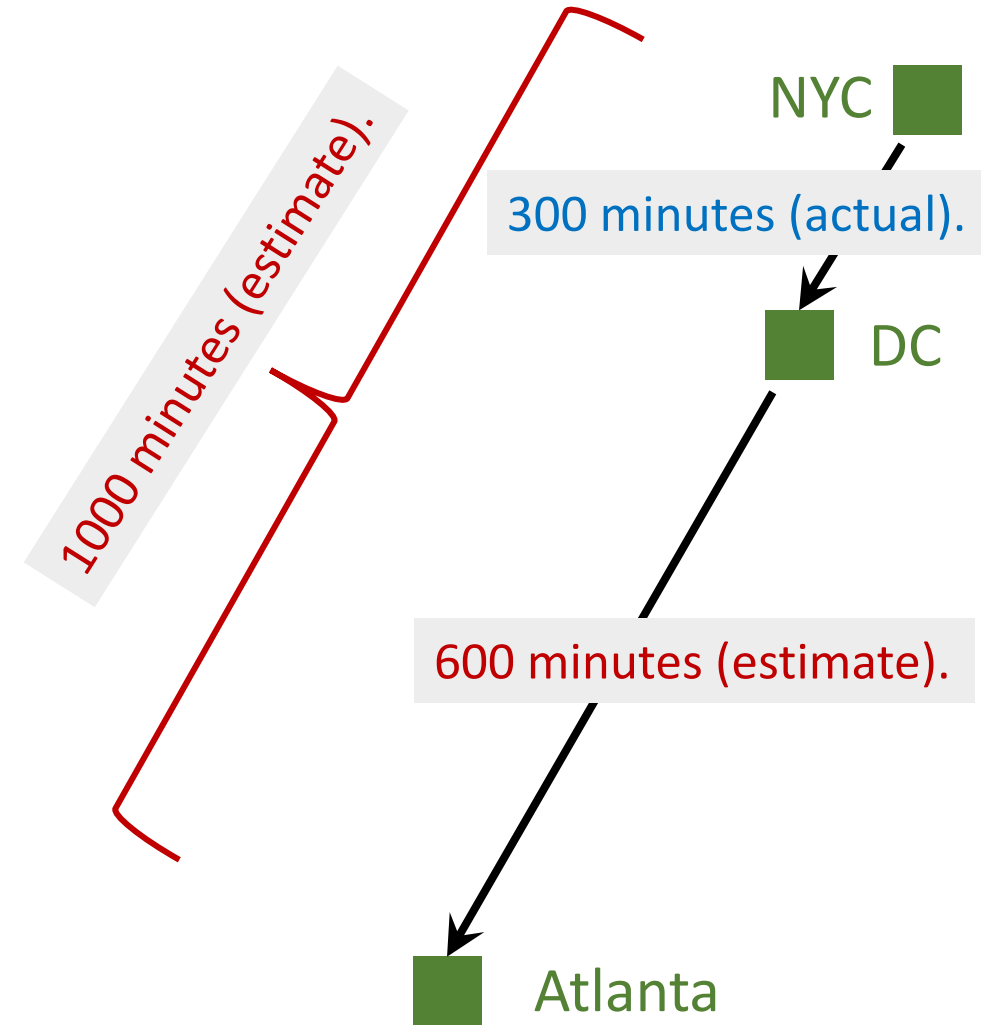 NYC
300 minutes (actual).
1000 minutes (estimate).
DC
600 minutes (estimate).
Atlanta